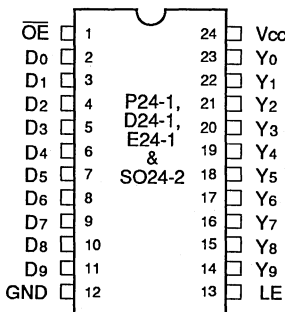 OE 1 24 Vcc
D0 2 23 Y0
D1 3 22 Y1
D2 4 21 Y2
D3 5 20 Y3
D4 6 19 Y4
D5 7 18 Y5
D6 8 17 Y6
D7 9 16 Y7
D8 10 15 Y8
D9 11 14 Y9
GND 12 13 LE
P24-1,
D24-1,
E24-1
&
SO24-2